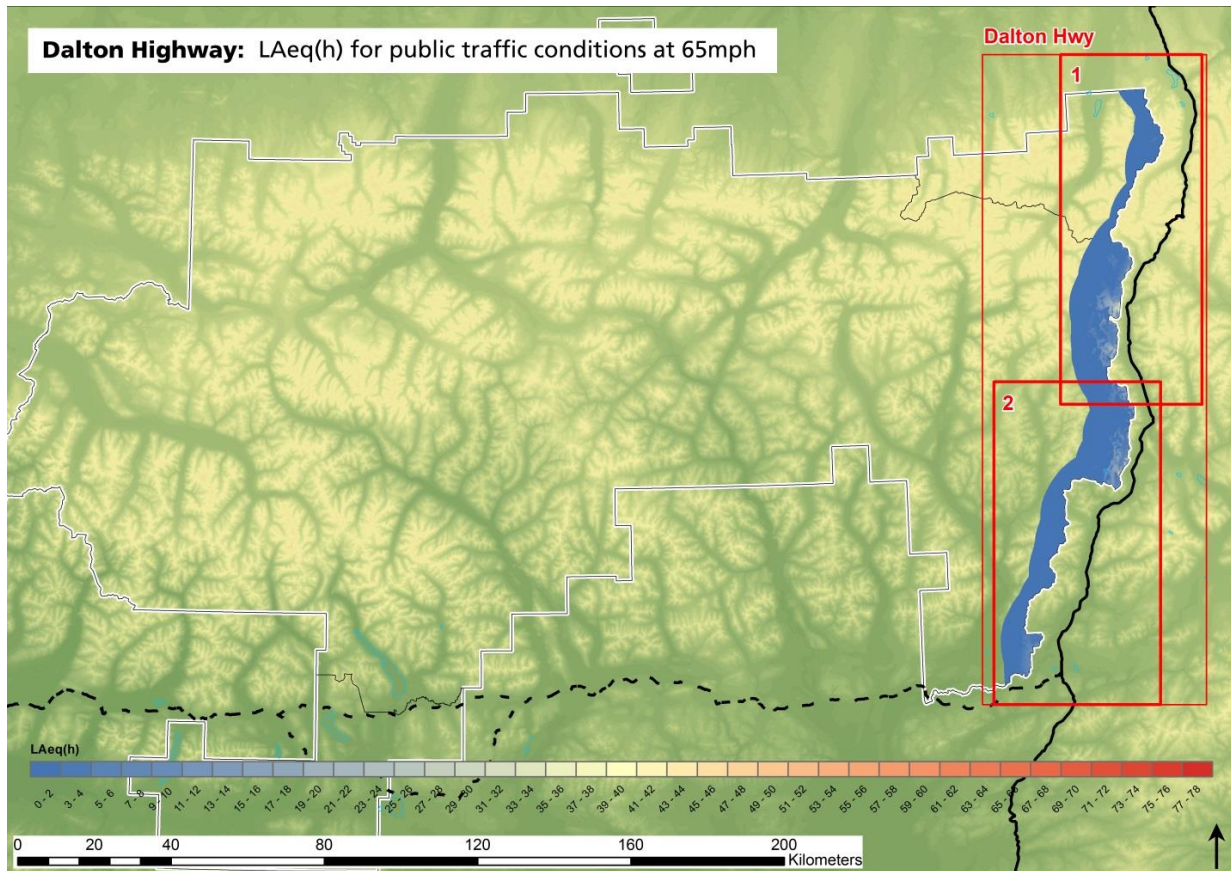 Dalton Highway: LAeq(h) for public traffic conditions at 65mph
Dalton Hwy
1
2
LAeq(h)
0 - 2
3 - 4
5 - 6
7 - 8
9 - 10
11 - 12
13 - 14
15 - 16
17 - 18
19 - 20
21 - 22
23 - 24
25 - 26
27 - 28
29 - 30
31 - 32
33 - 34
35 - 36
37 - 38
39 - 40
41 - 42
43 - 44
45 - 46
47 - 48
49 - 50
51 - 52
53 - 54
55 - 56
57 - 58
59 - 60
61 - 62
63 - 64
65 - 66
67 - 68
69 - 70
71 - 72
73 - 74
75 - 76
77 - 78
0 20 40 80 120 160 200
Kilometers